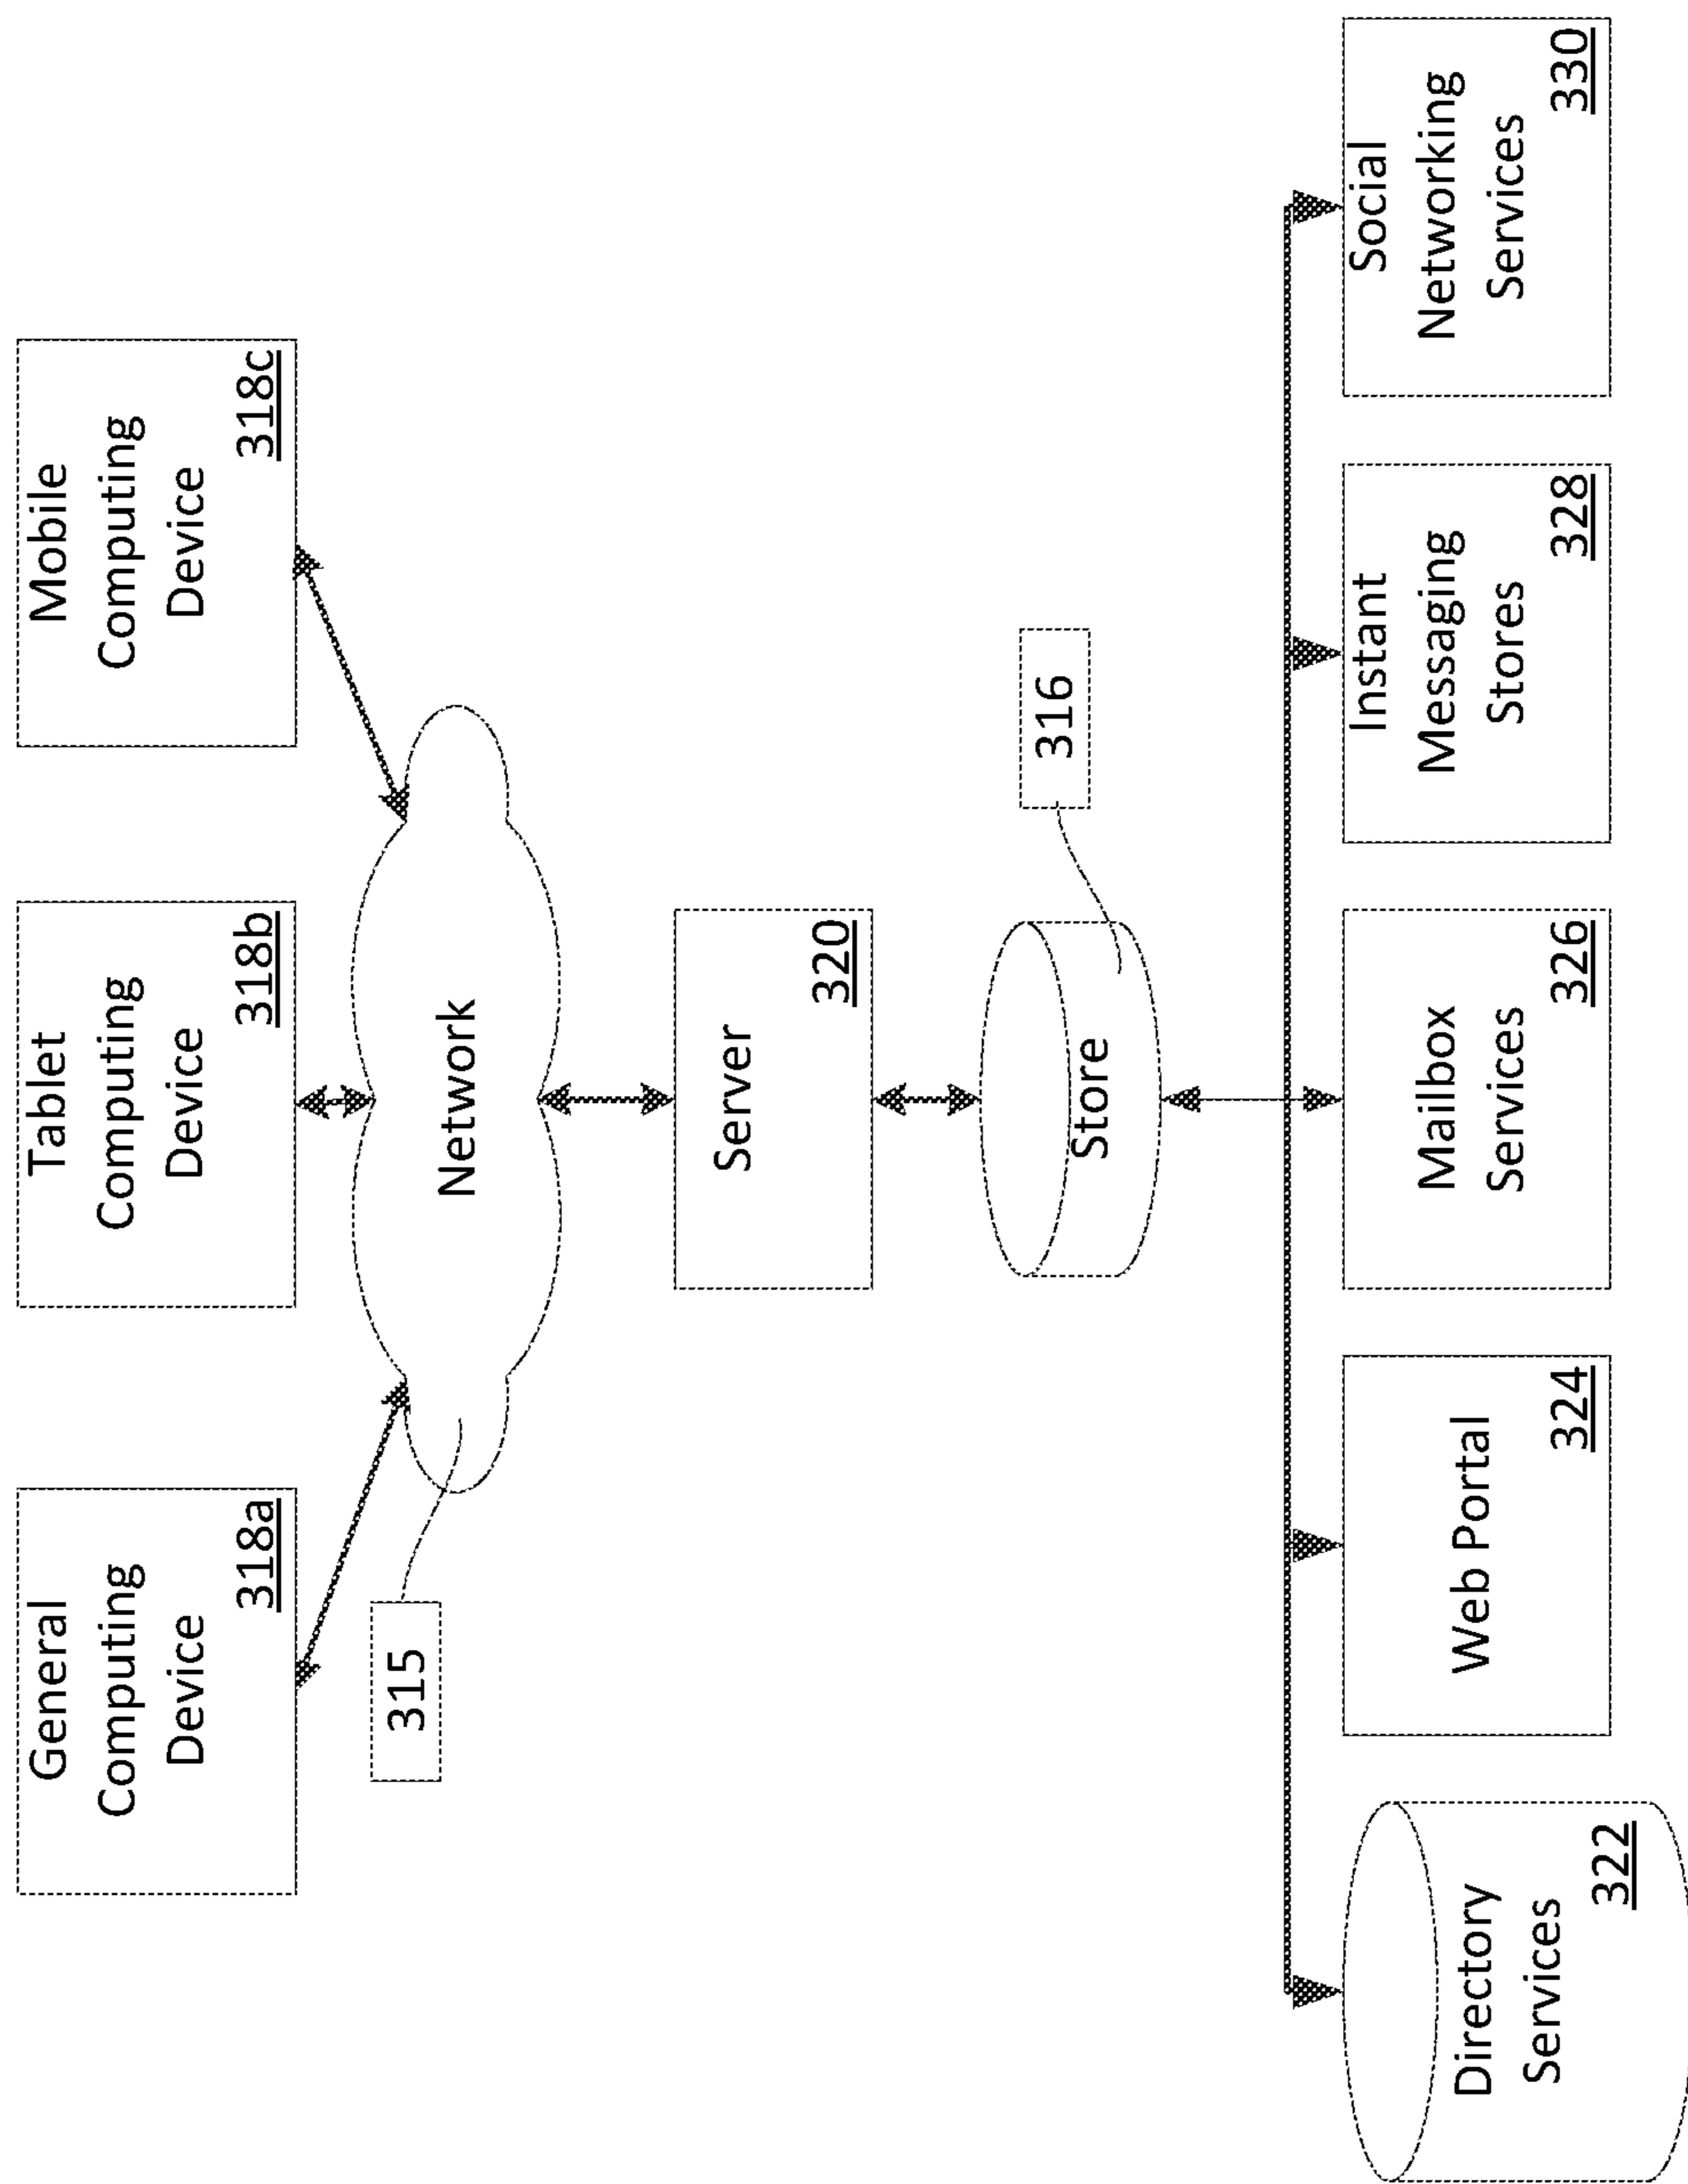 General
Computing
Device
318a
Tablet
Computing
Device
318b
Mobile
Computing
Device
318c
315
Network
Server
320
Store
316
Directory
Services
322
Web Portal
324
Mailbox
Services
326
Instant
Messaging
Stores
328
Social
Networking
Services
330